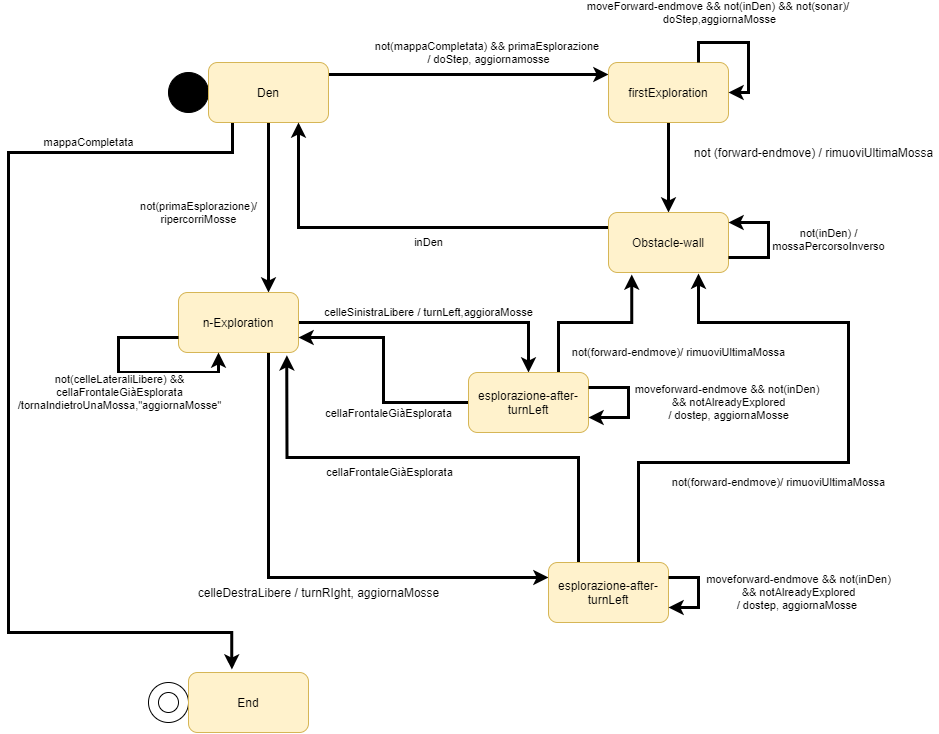 moveForward-endmove && not(inDen) && not(sonar)/
doStep,aggiornaMosse
not(mappaCompletata) && primaEsplorazione
/ doStep, aggiornamosse
Den
firstExploration
mappaCompletata
not (forward-endmove) / rimuoviUltimaMossa
not(primaEsplorazione)/
ripercorriMosse
inDen
Obstacle-wall
not(inDen) /
mossaPercorsoInverso
n-Exploration
celleSinistraLibere / turnLeft,aggioraMosse
not(forward-endmove)/ rimuoviUltimaMossa
not(celleLateraliLibere) &&
cellaFrontaleGiàEsplorata
/tornaIndietroUnaMossa,"aggiornaMosse"
esplorazione-after-
turnLeft
moveforward-endmove && not(inDen)
&& notAlreadyExplored
/ dostep, aggiornaMosse
cellaFrontaleGiàEsplorata
cellaFrontaleGiàEsplorata
not(forward-endmove)/ rimuoviUltimaMossa
celleDestraLibere / turnRIght, aggiornaMosse
esplorazione-after-
turnLeft
moveforward-endmove && not(inDen)
&& notAlreadyExplored
/ dostep, aggiornaMosse
End